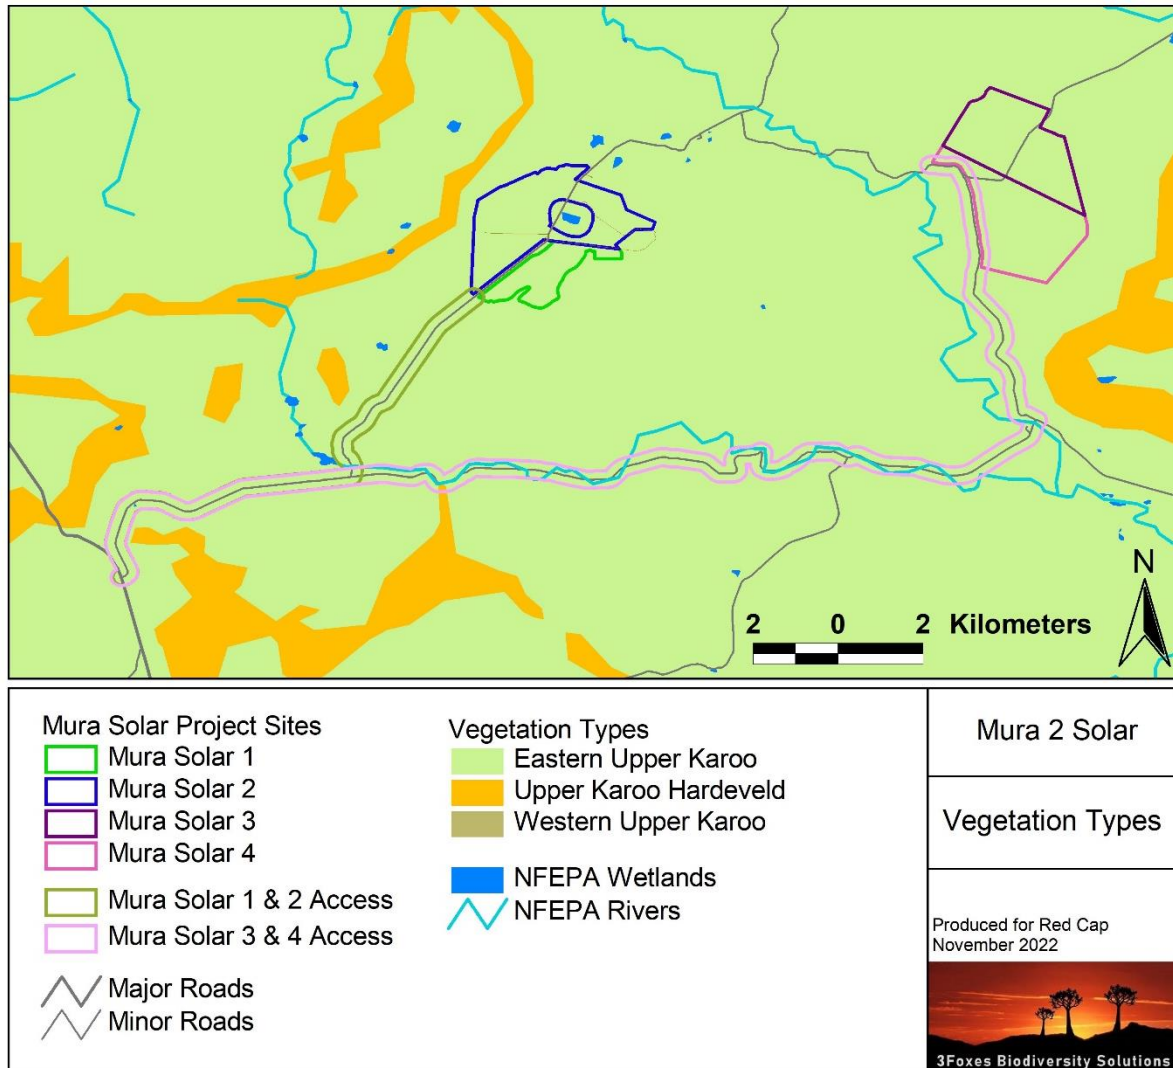 N
2 0 2 Kilometers
Mura Solar Project Sites
Mura Solar 1
Mura Solar 2
Mura Solar 3
Mura Solar 4
Mura Solar 1 & 2 Access
Mura Solar 3 & 4 Access
Major Roads
Minor Roads
Vegetation Types
Eastern Upper Karoo
Upper Karoo Hardeveld
Western Upper Karoo
NFEPA Wetlands
NFEPA Rivers
Mura 2 Solar
Vegetation Types
Produced for Red Cap
November 2022
3Foxes Biodiversity Solutions